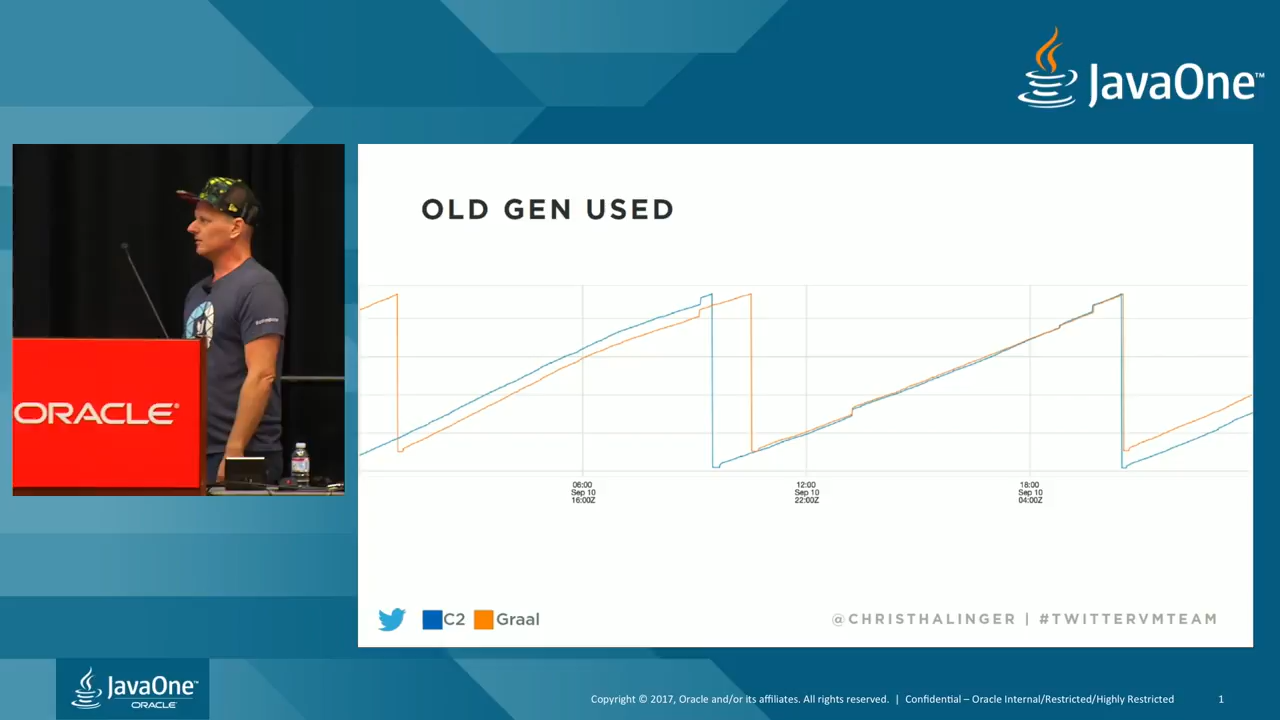 JavaOne™
OLD GEN USED
ORACLE®
06:00
Sep 10
16:00Z
12:00
Sep 10
22:00Z
18:00
Sep 10
04:00Z
C2 Graal
@CHRISTHALINGER | #TWITTERVMTEAM
JavaOne™
ORACLE
Copyright © 2017, Oracle and/or its affiliates. All rights reserved. | Confidential – Oracle Internal/Restricted/Highly Restricted 1